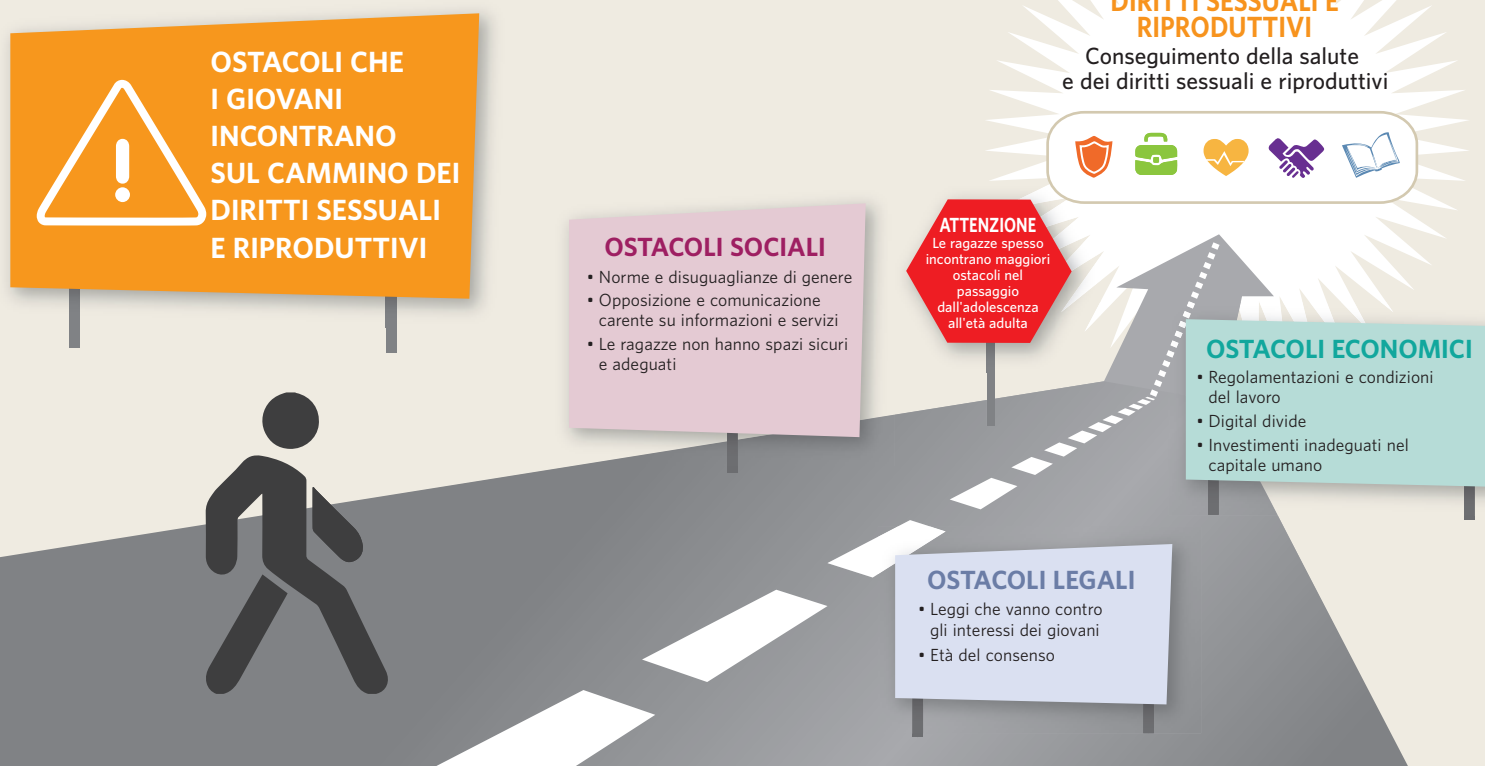 OSTACOLI CHE
I GIOVANI
INCONTRANO
SUL CAMMINO DEI
DIRITTI SESSUALI
E RIPRODUTTIVI
DIRITTI SESSUALI E
RIPRODUTTIVI
Conseguimento della salute
e dei diritti sessuali e riproduttivi
OSTACOLI SOCIALI
• Norme e disuguaglianze di genere
• Opposizione e comunicazione
carente su informazioni e servizi
• Le ragazze non hanno spazi sicuri
e adeguati
ATTENZIONE
Le ragazze spesso
incontrano maggiori
ostacoli nel
passaggio
dall'adolescenza
all'età adulta
OSTACOLI ECONOMICI
• Regolamentazioni e condizioni
del lavoro
• Digital divide
• Investimenti inadeguati nel
capitale umano
OSTACOLI LEGALI
• Leggi che vanno contro
gli interessi dei giovani
• Età del consenso